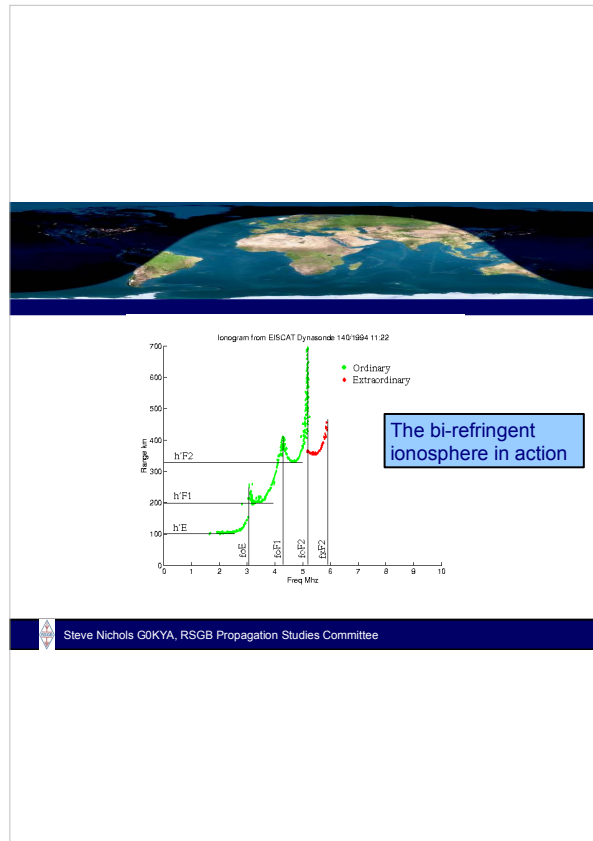 Ionogram from EISCAT Dynasonde 140/1994 11:22
700
600
500
400
300
200
100
0
Range km
h'F2
h'F1
h'E
foE
foF1
foF2
fxF2
0 1 2 3 4 5 6 7 8 9 10
Freq Mhz
Ordinary
Extraordinary
The bi-refringent
ionosphere in action
RSGB
Steve Nichols G0KYA, RSGB Propagation Studies Committee